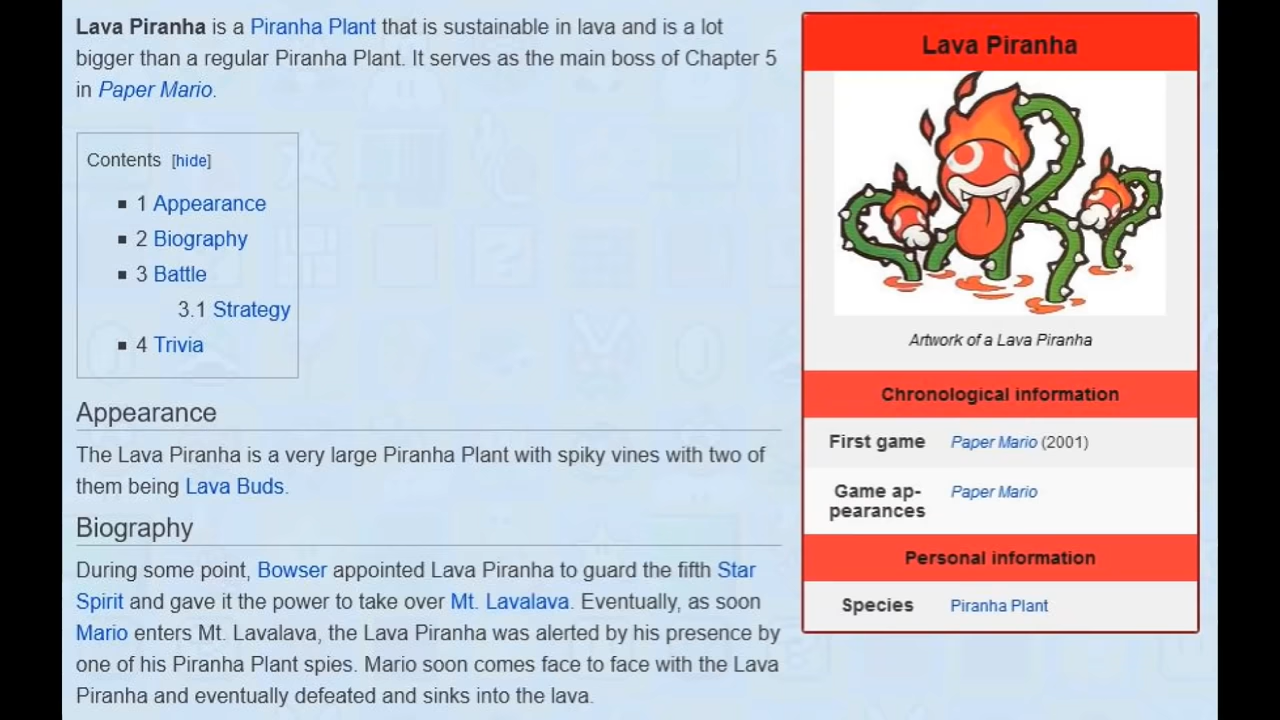 Lava Piranha is a Piranha Plant that is sustainable in lava and is a lot
bigger than a regular Piranha Plant. It serves as the main boss of Chapter 5
in Paper Mario.
Contents [hide]
1 Appearance
2 Biography
3 Battle
3.1 Strategy
4 Trivia
Appearance
The Lava Piranha is a very large Piranha Plant with spiky vines with two of
them being Lava Buds.
Biography
During some point, Bowser appointed Lava Piranha to guard the fifth Star
Spirit and gave it the power to take over Mt. Lavalava. Eventually, as soon
Mario enters Mt. Lavalava, the Lava Piranha was alerted by his presence by
one of his Piranha Plant spies. Mario soon comes face to face with the Lava
Piranha and eventually defeated and sinks into the lava.
Lava Piranha
Artwork of a Lava Piranha
Chronological information
First game Paper Mario (2001)
Game ap-
pearances Paper Mario
Personal information
Species Piranha Plant